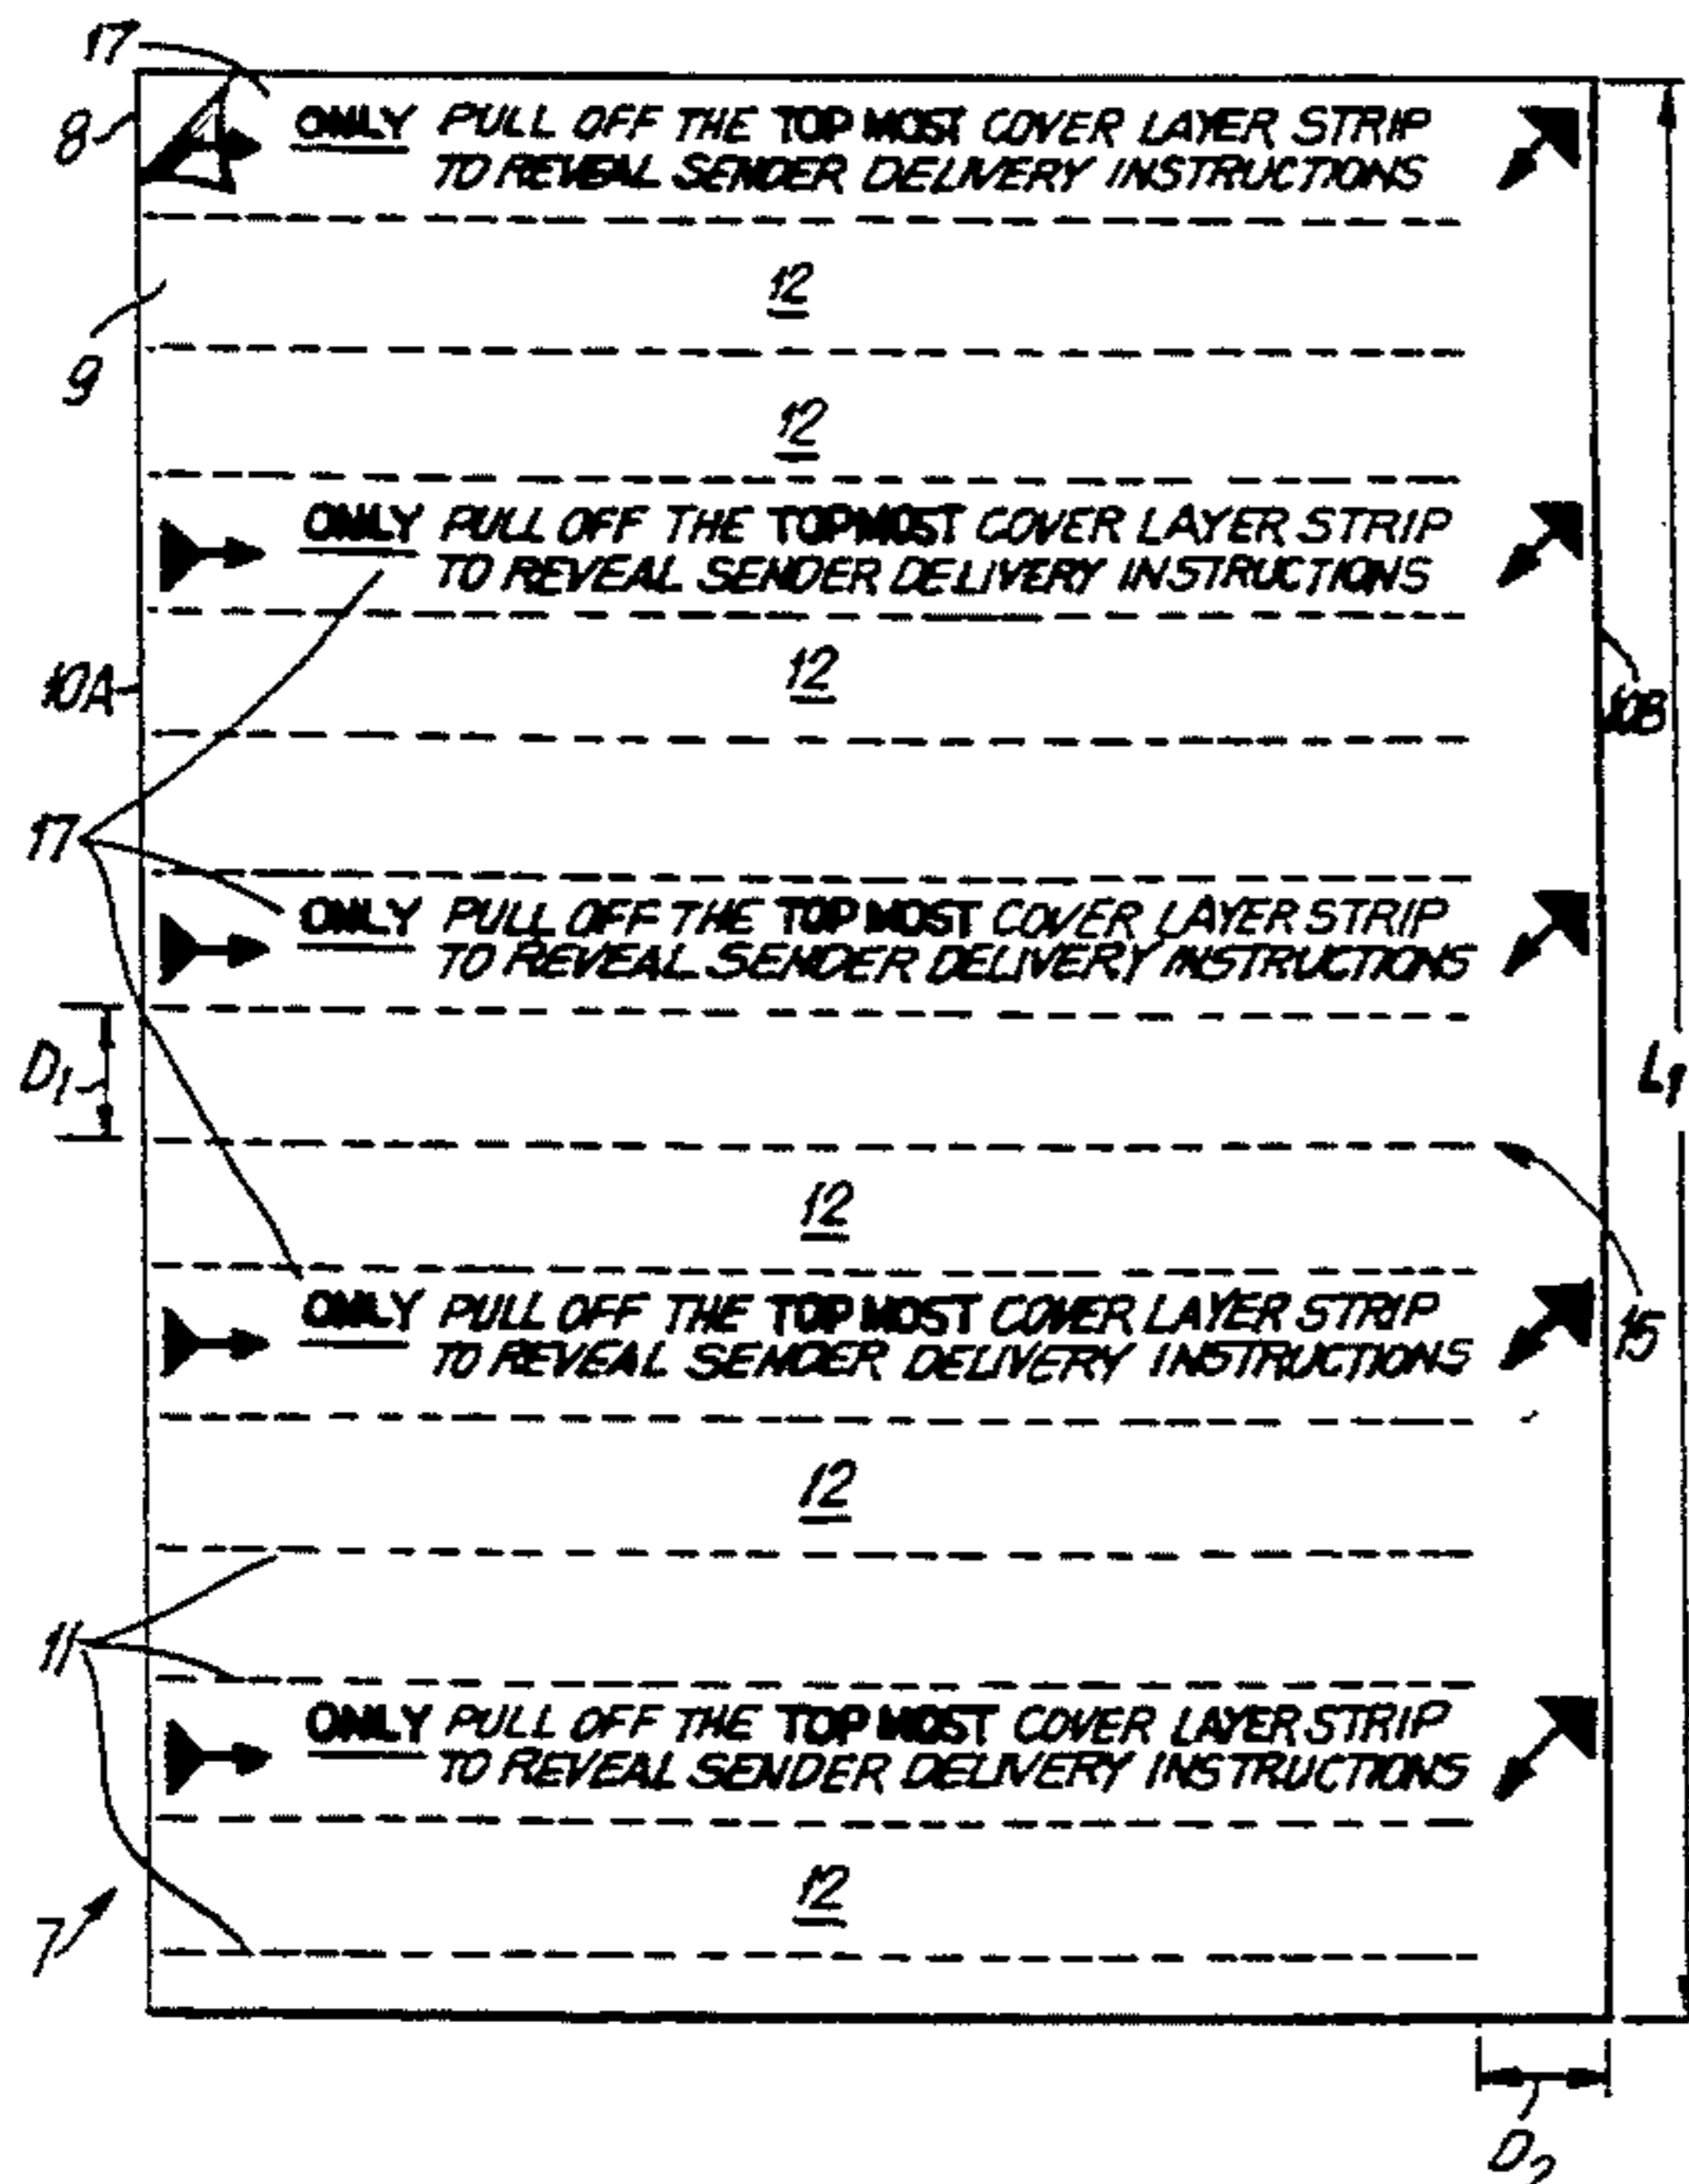 17
8
ONLY PULL OFF THE TOP MOST COVER LAYER STRIP
TO REVEAL SENDER DELIVERY INSTRUCTIONS
12
9
12
ONLY PULL OFF THE TOPMOST COVER LAYER STRIP
TO REVEAL SENDER DELIVERY INSTRUCTIONS
12
10A
10B
17
ONLY PULL OFF THE TOP MOST COVER LAYER STRIP
TO REVEAL SENDER DELIVERY INSTRUCTIONS
D1
L1
12
ONLY PULL OFF THE TOP MOST COVER LAYER STRIP
TO REVEAL SENDER DELIVERY INSTRUCTIONS
15
12
11
ONLY PULL OFF THE TOP MOST COVER LAYER STRIP
TO REVEAL SENDER DELIVERY INSTRUCTIONS
12
7
D2